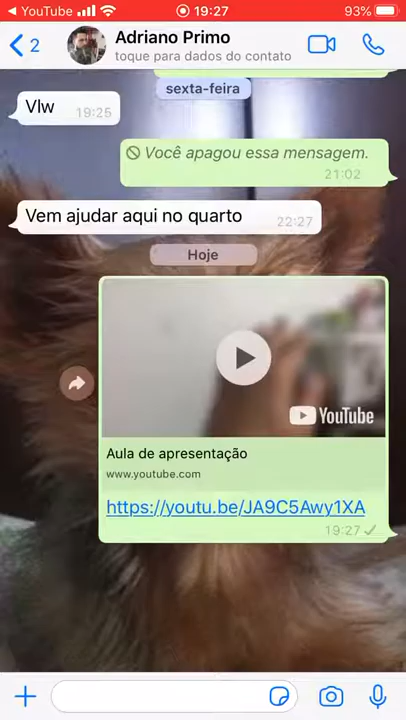 YouTube 19:27 93%
2 Adriano Primo
toque para dados do contato
sexta-feira
Vlw 19:25
Você apagou essa mensagem.
21:02
Vem ajudar aqui no quarto 22:27
Hoje
YouTube
Aula de apresentação
www.youtube.com
https://youtu.be/JA9C5Awy1XA
19:27